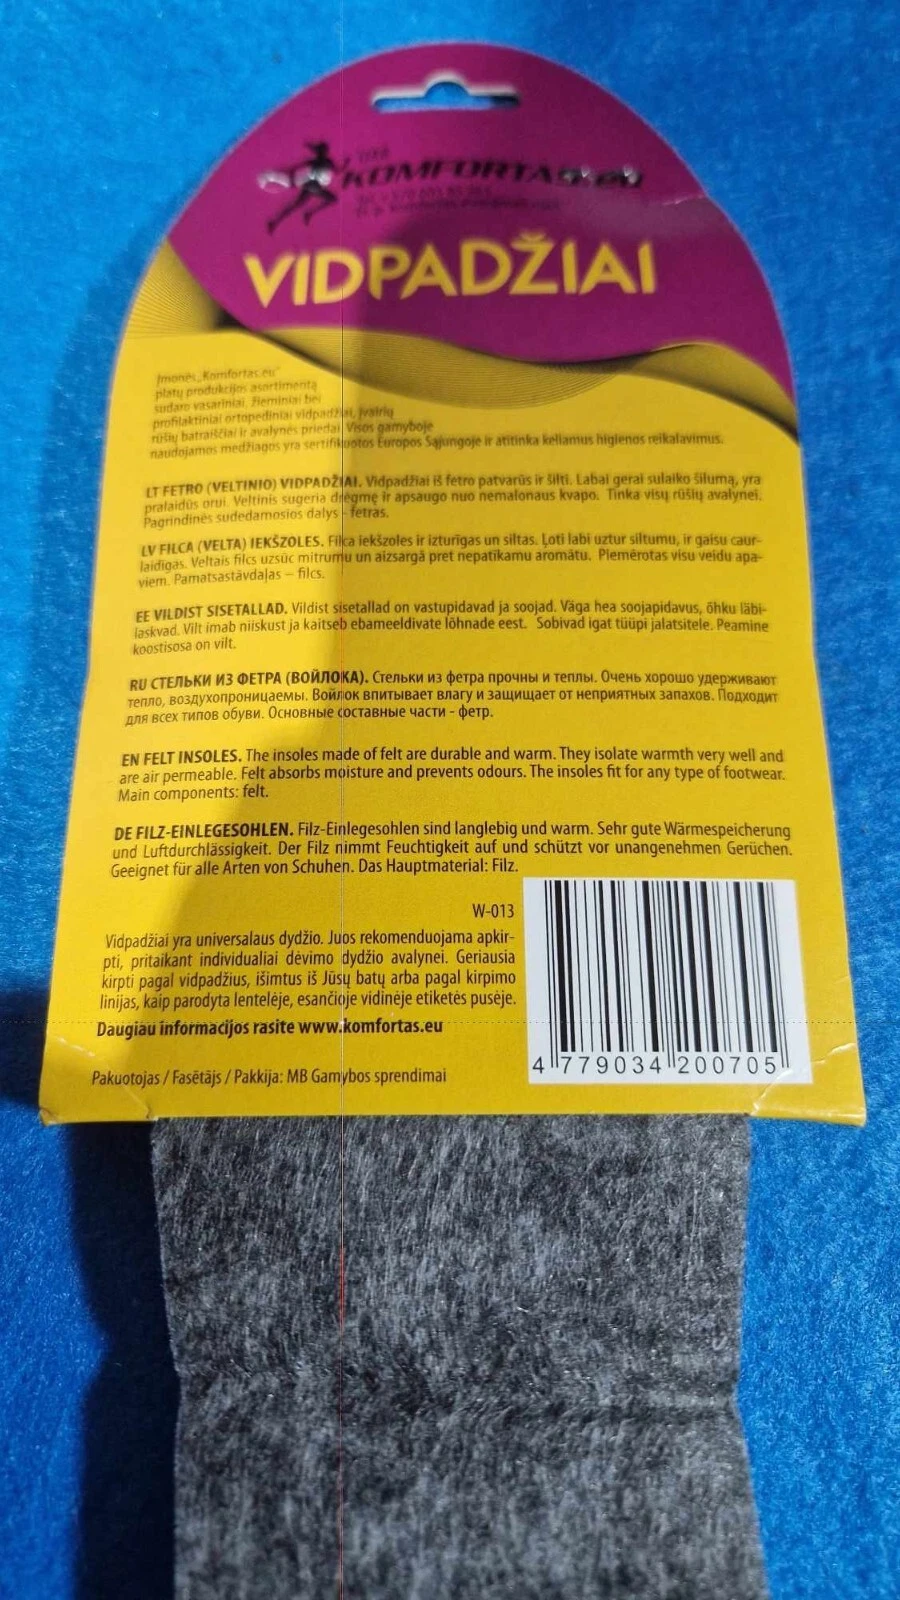 KOMFORTAS.eu
VIDPADŽIAI
Įmonės „Komfortas.eu"
platų produkcijos asortimentą
sudaro vasariniai, žieminiai bei
profilaktiniai ortopediniai vidpadžiai, įvairių
rūšių batraiščiai ir avalynės priedai. Visos gamyboje
naudojamos medžiagos yra sertifikuotos Europos Sąjungoje ir atitinka keliamus higienos reikalavimus.
LT FETRO (VELTINIO) VIDPADŽIAI. Vidpadžiai iš fetro patvarūs ir šilti. Labai gerai sulaiko šilumą, yra
pralaidūs orui. Veltinis sugeria drėgmę ir apsaugo nuo nemalonaus kvapo. Tinka visų rūšių avalynei.
Pagrindinės sudedamosios dalys - fetras.
LV FILCA (VELTA) IEKŠZOLES. Filca iekšzoles ir izturīgas un siltas. Ļoti labi uztur siltumu, ir gaisu caur-
laidīgas. Veltais filcs uzsūc mitrumu un aizsargā pret nepatīkamu aromātu. Piemērotas visu veidu apa-
viem. Pamatsastāvdaļas – filcs.
EE VILDIST SISETALLAD. Vildist sisetallad on vastupidavad ja soojad. Väga hea soojapidavus, õhku läbi-
laskvad. Vilt imab niiskust ja kaitseb ebameeldivate lõhnade eest. Sobivad igat tüüpi jalatsitele. Peamine
koostisosa on vilt.
RU СТЕЛЬКИ ИЗ ФЕТРА (ВОЙЛОКА). Стельки из фетра прочны и теплы. Очень хорошо удерживают
тепло, воздухопроницаемы. Войлок впитывает влагу и защищает от неприятных запахов. Подходит
для всех типов обуви. Основные составные части - фетр.
EN FELT INSOLES. The insoles made of felt are durable and warm. They isolate warmth very well and
are air permeable. Felt absorbs moisture and prevents odours. The insoles fit for any type of footwear.
Main components: felt.
DE FILZ-EINLEGESOHLEN. Filz-Einlegesohlen sind langlebig und warm. Sehr gute Wärmespeicherung
und Luftdurchlässigkeit. Der Filz nimmt Feuchtigkeit auf und schützt vor unangenehmen Gerüchen.
Geeignet für alle Arten von Schuhen. Das Hauptmaterial: Filz.
W-013
Vidpadžiai yra universalaus dydžio. Juos rekomenduojama apkir-
pti, pritaikant individualiai dėvimo dydžio avalynei. Geriausia
kirpti pagal vidpadžius, išimtus iš Jūsų batų arba pagal kirpimo
linijas, kaip parodyta lentelėje, esančioje vidinėje etiketės pusėje.
Daugiau informacijos rasite www.komfortas.eu
4 779034 200705
Pakuotojas / Fasētājs / Pakkija: MB Gamybos sprendimai